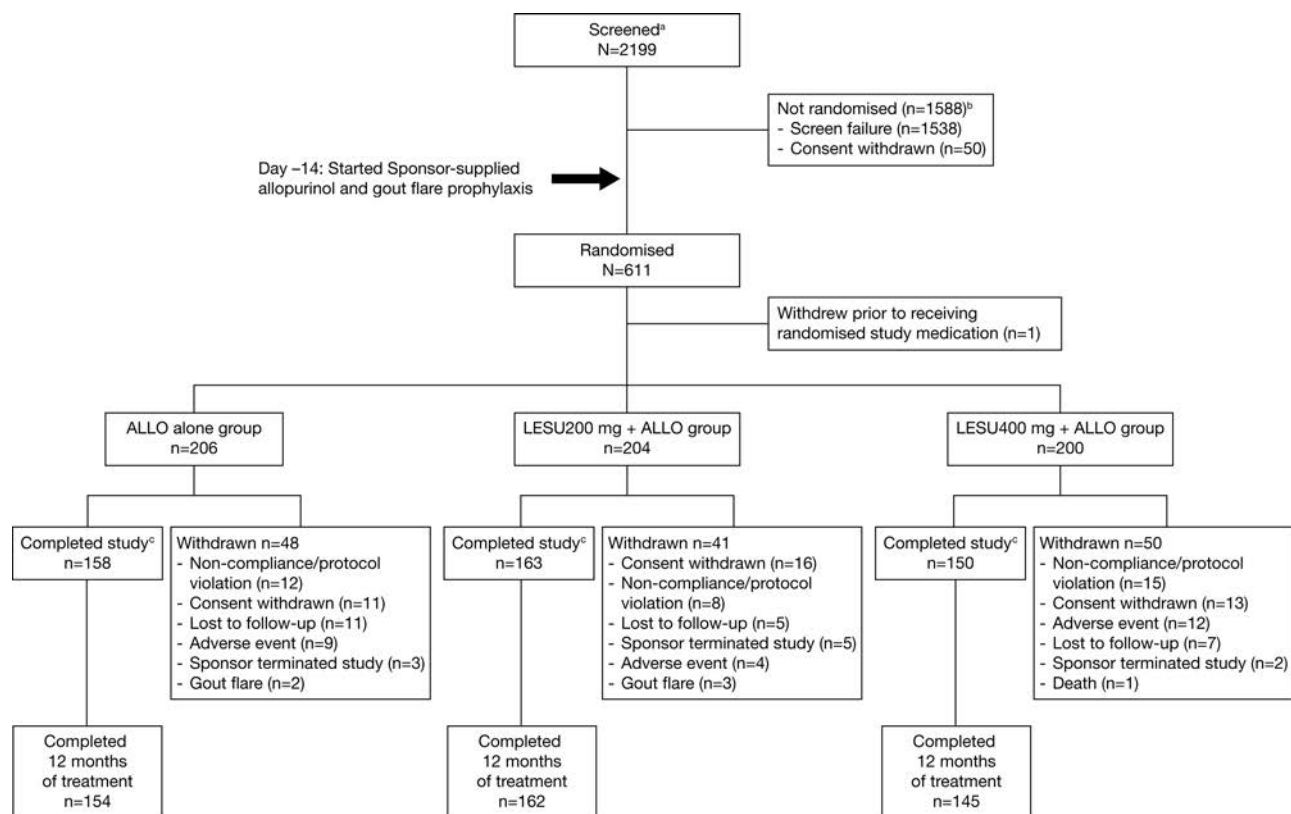 Screenedᵃ
N=2199
Not randomised (n=1588)ᵇ
- Screen failure (n=1538)
- Consent withdrawn (n=50)
Day –14: Started Sponsor-supplied
allopurinol and gout flare prophylaxis
Randomised
N=611
Withdrew prior to receiving
randomised study medication (n=1)
ALLO alone group
n=206
LESU200 mg + ALLO group
n=204
LESU400 mg + ALLO group
n=200
Completed studyᶜ
n=158
Withdrawn n=48
- Non-compliance/protocol
violation (n=12)
- Consent withdrawn (n=11)
- Lost to follow-up (n=11)
- Adverse event (n=9)
- Sponsor terminated study (n=3)
- Gout flare (n=2)
Completed studyᶜ
n=163
Withdrawn n=41
- Consent withdrawn (n=16)
- Non-compliance/protocol
violation (n=8)
- Lost to follow-up (n=5)
- Sponsor terminated study (n=5)
- Adverse event (n=4)
- Gout flare (n=3)
Completed studyᶜ
n=150
Withdrawn n=50
- Non-compliance/protocol
violation (n=15)
- Consent withdrawn (n=13)
- Adverse event (n=12)
- Lost to follow-up (n=7)
- Sponsor terminated study (n=2)
- Death (n=1)
Completed
12 months
of treatment
n=154
Completed
12 months
of treatment
n=162
Completed
12 months
of treatment
n=145